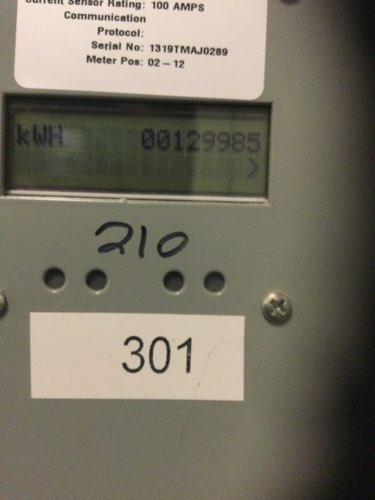 Current Sensor Rating: 100 AMPS
Communication
Protocol:
Serial No: 1319TMAJ0289
Meter Pos: 02-12
kWH 00129985
>
210
301